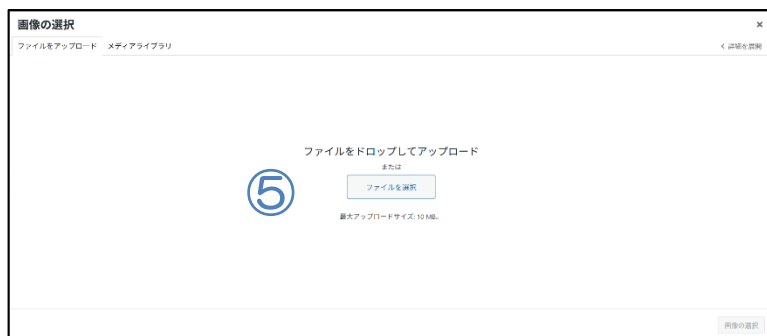 画像の選択
×
ファイルをアップロード メディアライブラリ
< 詳細を展開
ファイルをドロップしてアップロード
または
⑤
ファイルを選択
最大アップロードサイズ: 10 MB。
画像の選択